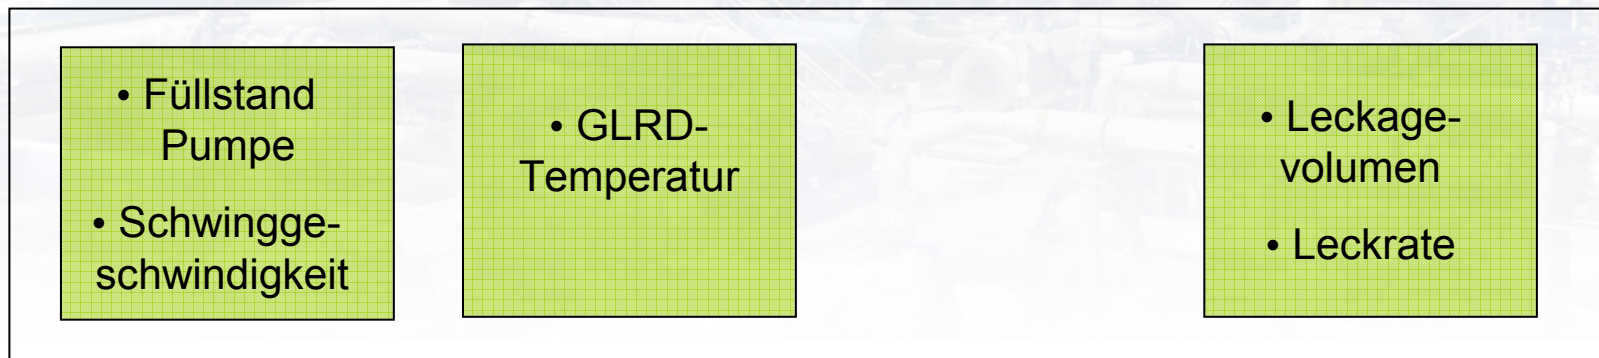 • Füllstand
Pumpe
• Schwingge-
schwindigkeit
• GLRD-
Temperatur
• Leckage-
volumen
• Leckrate